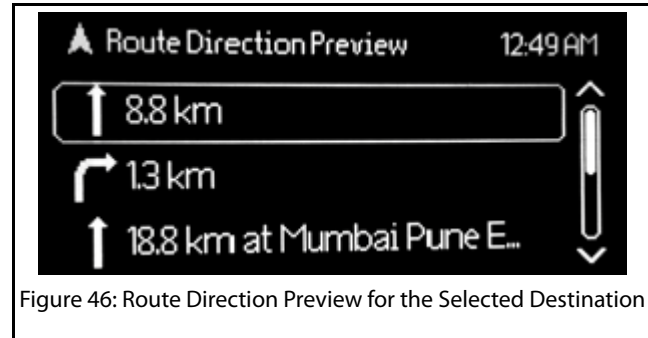 Route Direction Preview 12:49 AM
8.8 km
1.3 km
18.8 km at Mumbai Pune E...
Figure 46: Route Direction Preview for the Selected Destination